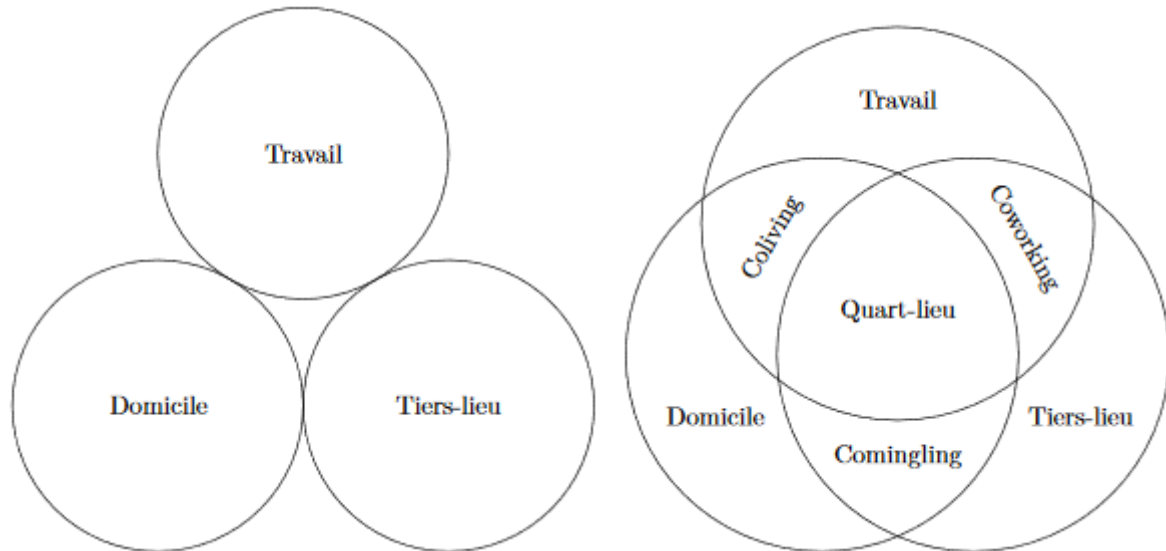 Travail
Domicile
Tiers-lieu
Travail
Coliving
Coworking
Quart-lieu
Domicile
Tiers-lieu
Comingling